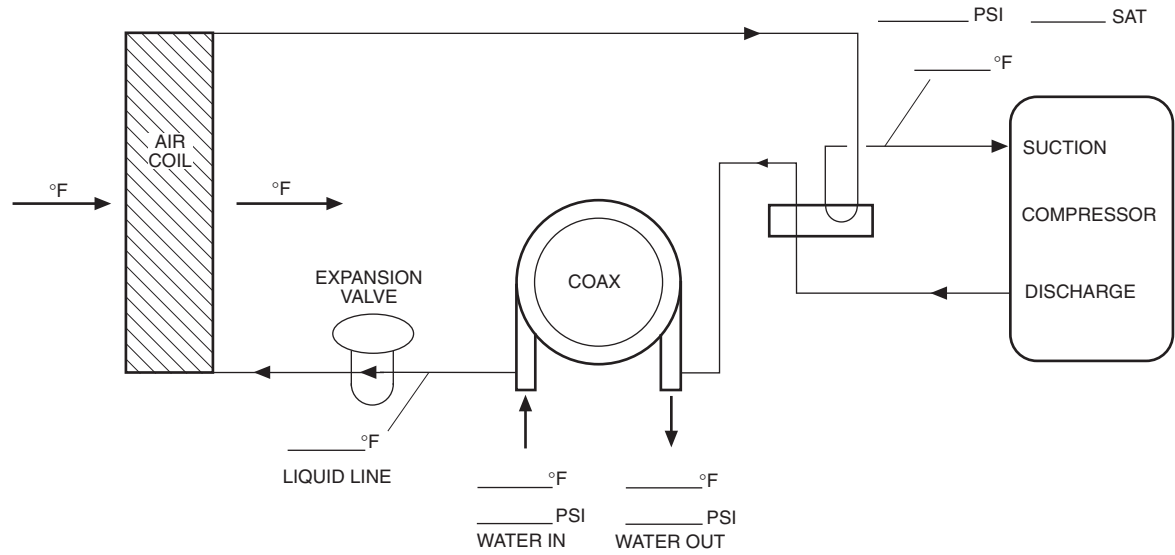 _______ PSI _______ SAT
_______ °F
AIR
COIL
SUCTION
°F
°F
COMPRESSOR
EXPANSION
VALVE
COAX
DISCHARGE
_______ °F
LIQUID LINE
_______ °F
_______ °F
_______ PSI
_______ PSI
WATER IN
WATER OUT